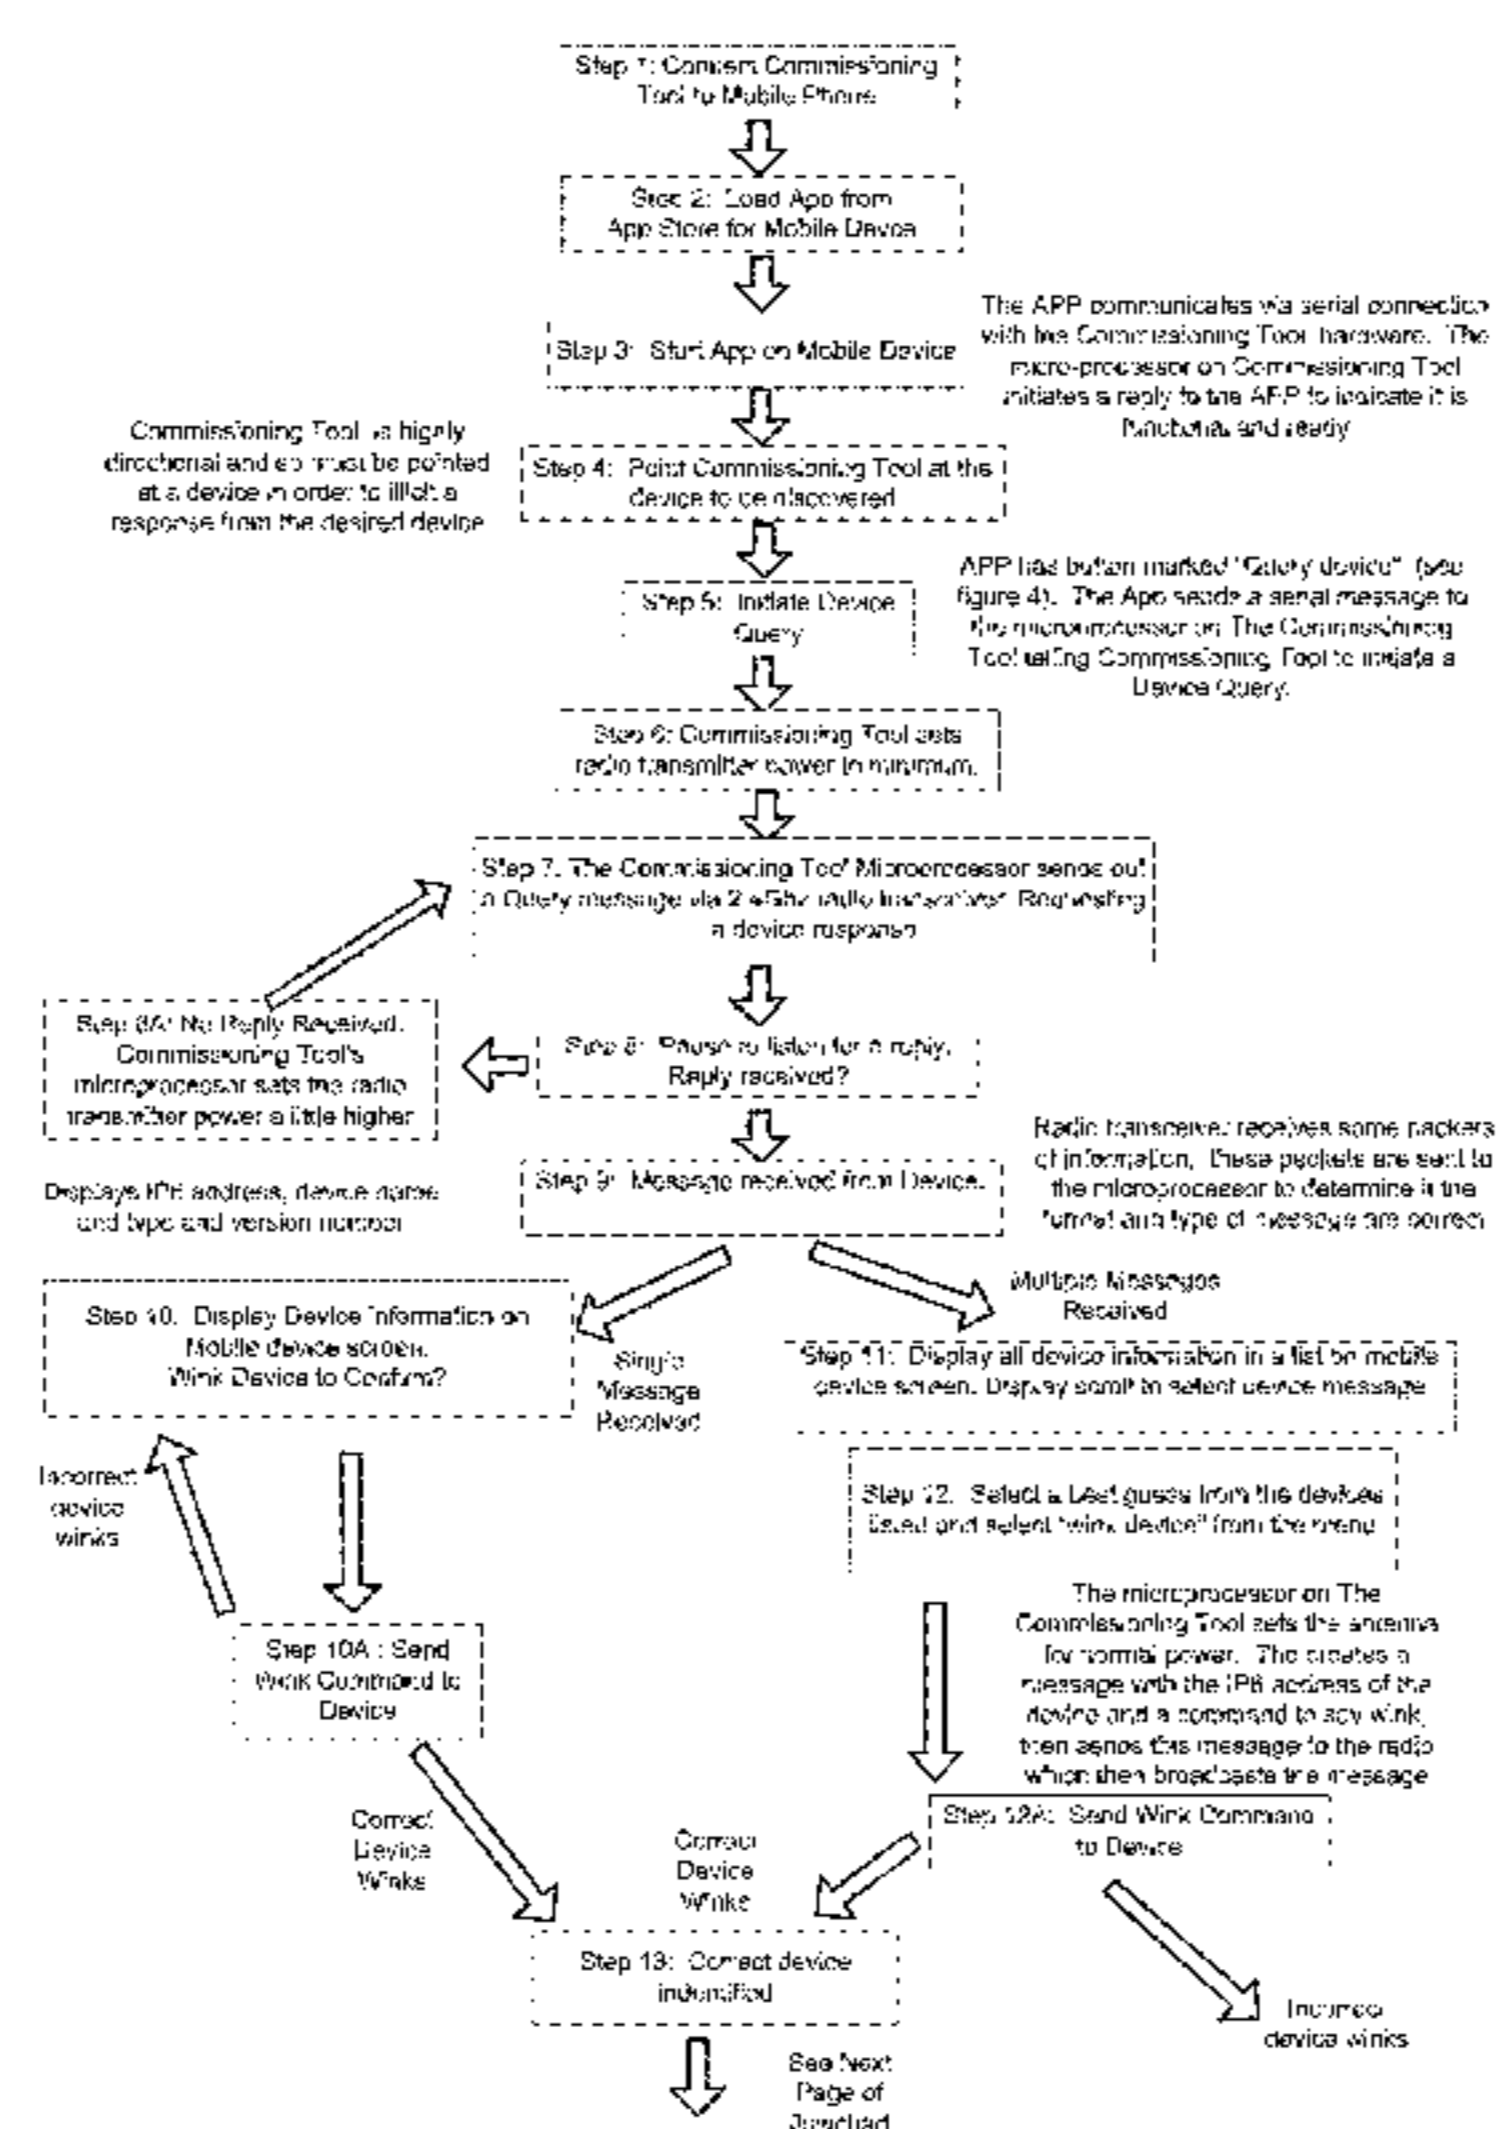 Step 1: Connect Commissioning
Tool to Mobile Phone
Step 2: Load App from
App Store for Mobile Device
The APP communicates via serial connection
Step 3: Start App on Mobile Device
with the Commissioning Tool hardware. The
micro-processor on Commissioning Tool
initiates a reply to the APP to indicate it is
functional and ready
Commissioning Tool is highly
directional and so must be pointed
at a device in order to illicit a
response from the desired device
Step 4: Point Commissioning Tool at the
device to be discovered
Step 5: Initiate Device
Query
APP has button marked "Query device" (see
figure 4). The App sends a serial message to
the microprocessor on The Commissioning
Tool telling Commissioning Tool to initiate a
Device Query.
Step 6: Commissioning Tool sets
radio transmitter power to minimum.
Step 7. The Commissioning Tool Microprocessor sends out
a Query message via 2.4Ghz radio transceiver. Requesting
a device response
Step 8A: No Reply Received.
Commissioning Tool's
microprocessor sets the radio
transmitter power a little higher
Step 8: Pause to listen for a reply.
Reply received?
Displays IP6 address, device name
and type and version number
Step 9: Message received from Device.
Radio transceiver receives some packets
of information, these packets are sent to
the microprocessor to determine if the
format and type of message are correct
Multiple Messages
Received
Step 10. Display Device Information on
Mobile device screen.
Wink Device to Confirm?
Single
Message
Received
Step 11: Display all device information in a list on mobile
device screen. Display scroll to select device message
Incorrect
device
winks
Step 12. Select a best guess from the devices
listed and select "wink device" from the menu
Step 10A : Send
Wink Command to
Device
The microprocessor on The
Commissioning Tool sets the antenna
for normal power. The creates a
message with the IP6 address of the
device and a command to say wink,
then sends this message to the radio
which then broadcasts the message
Correct
Device
Winks
Correct
Device
Winks
Step 12A: Send Wink Command
to Device
Step 13: Correct device
indentified
Incorrect
device winks
See Next
Page of